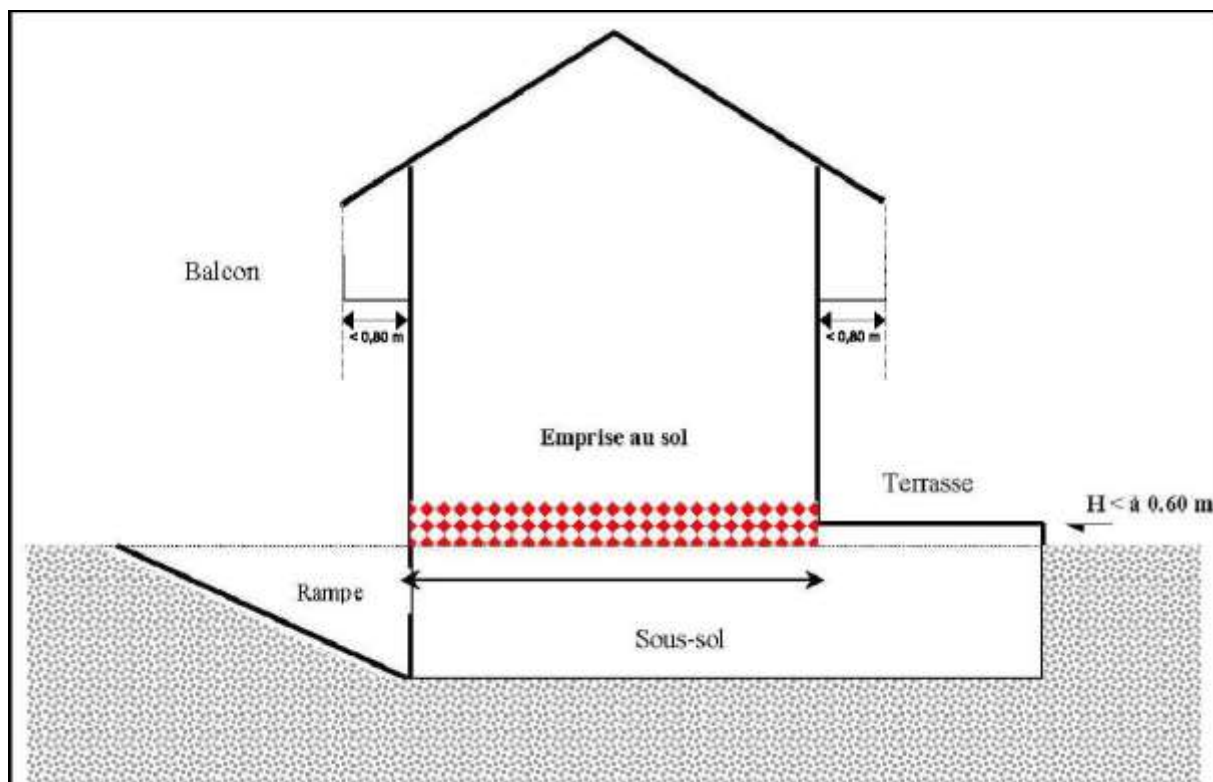 Balcon
< 0,80 m
< 0,80 m
Emprise au sol
Terrasse
H < à 0.60 m
Rampe
Sous-sol